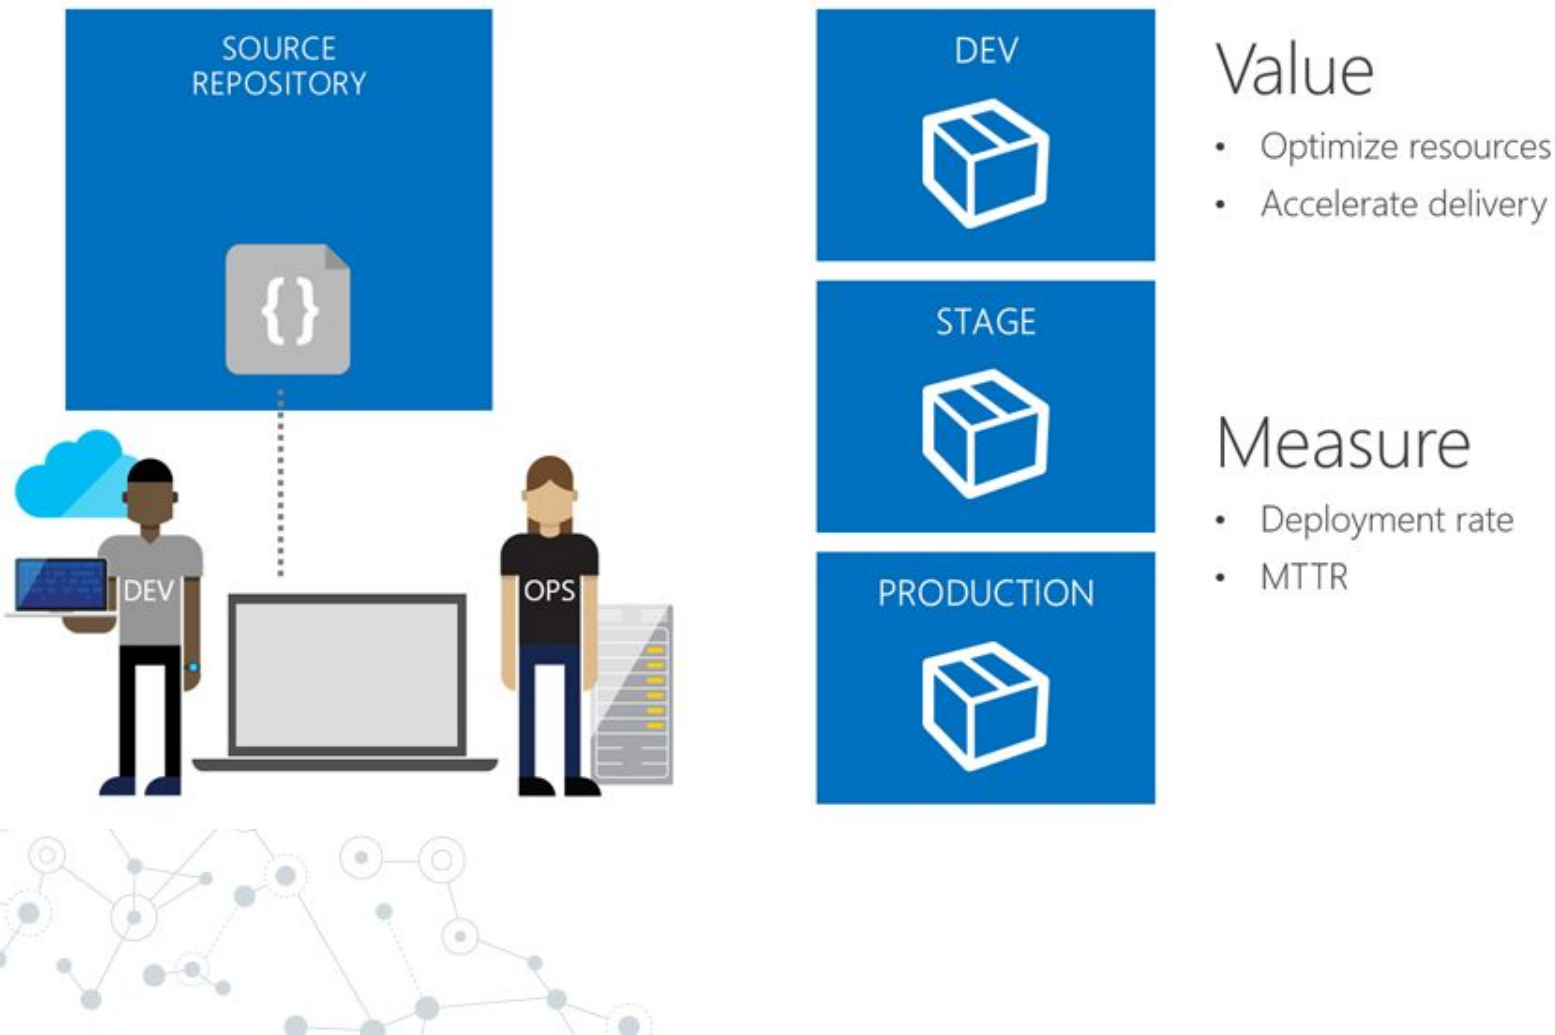 SOURCE
REPOSITORY
{}
DEV
OPS
DEV
STAGE
PRODUCTION
Value
• Optimize resources
• Accelerate delivery
Measure
• Deployment rate
• MTTR